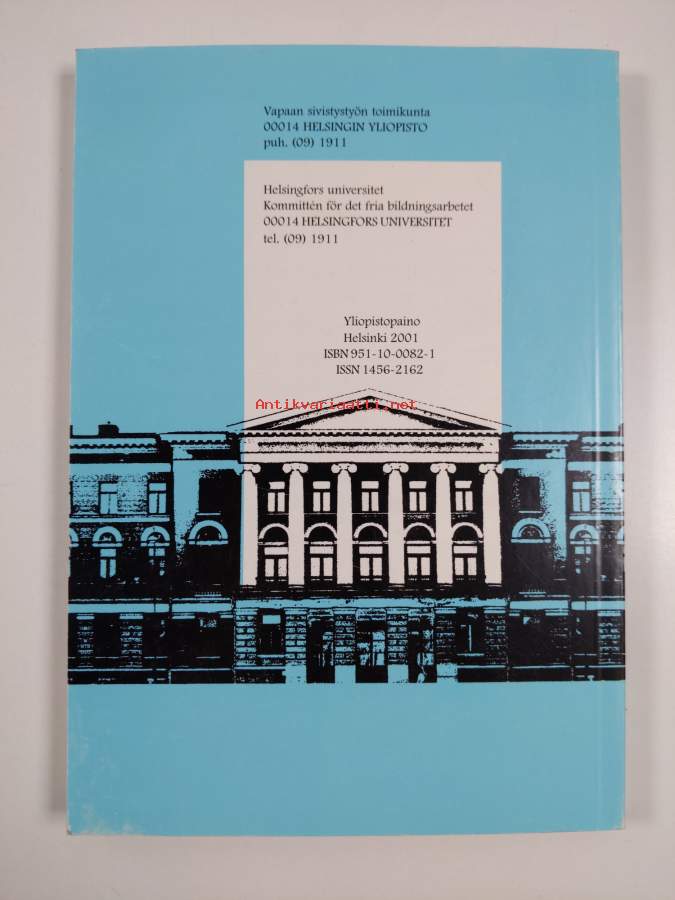 Vapaan sivistystyön toimikunta
00014 HELSINGIN YLIOPISTO
puh. (09) 1911
Helsingfors universitet
Kommittén för det fria bildningsarbetet
00014 HELSINGFORS UNIVERSITET
tel. (09) 1911
Yliopistopaino
Helsinki 2001
ISBN 951-10-0082-1
ISSN 1456-2162
Antikvariaatti.net